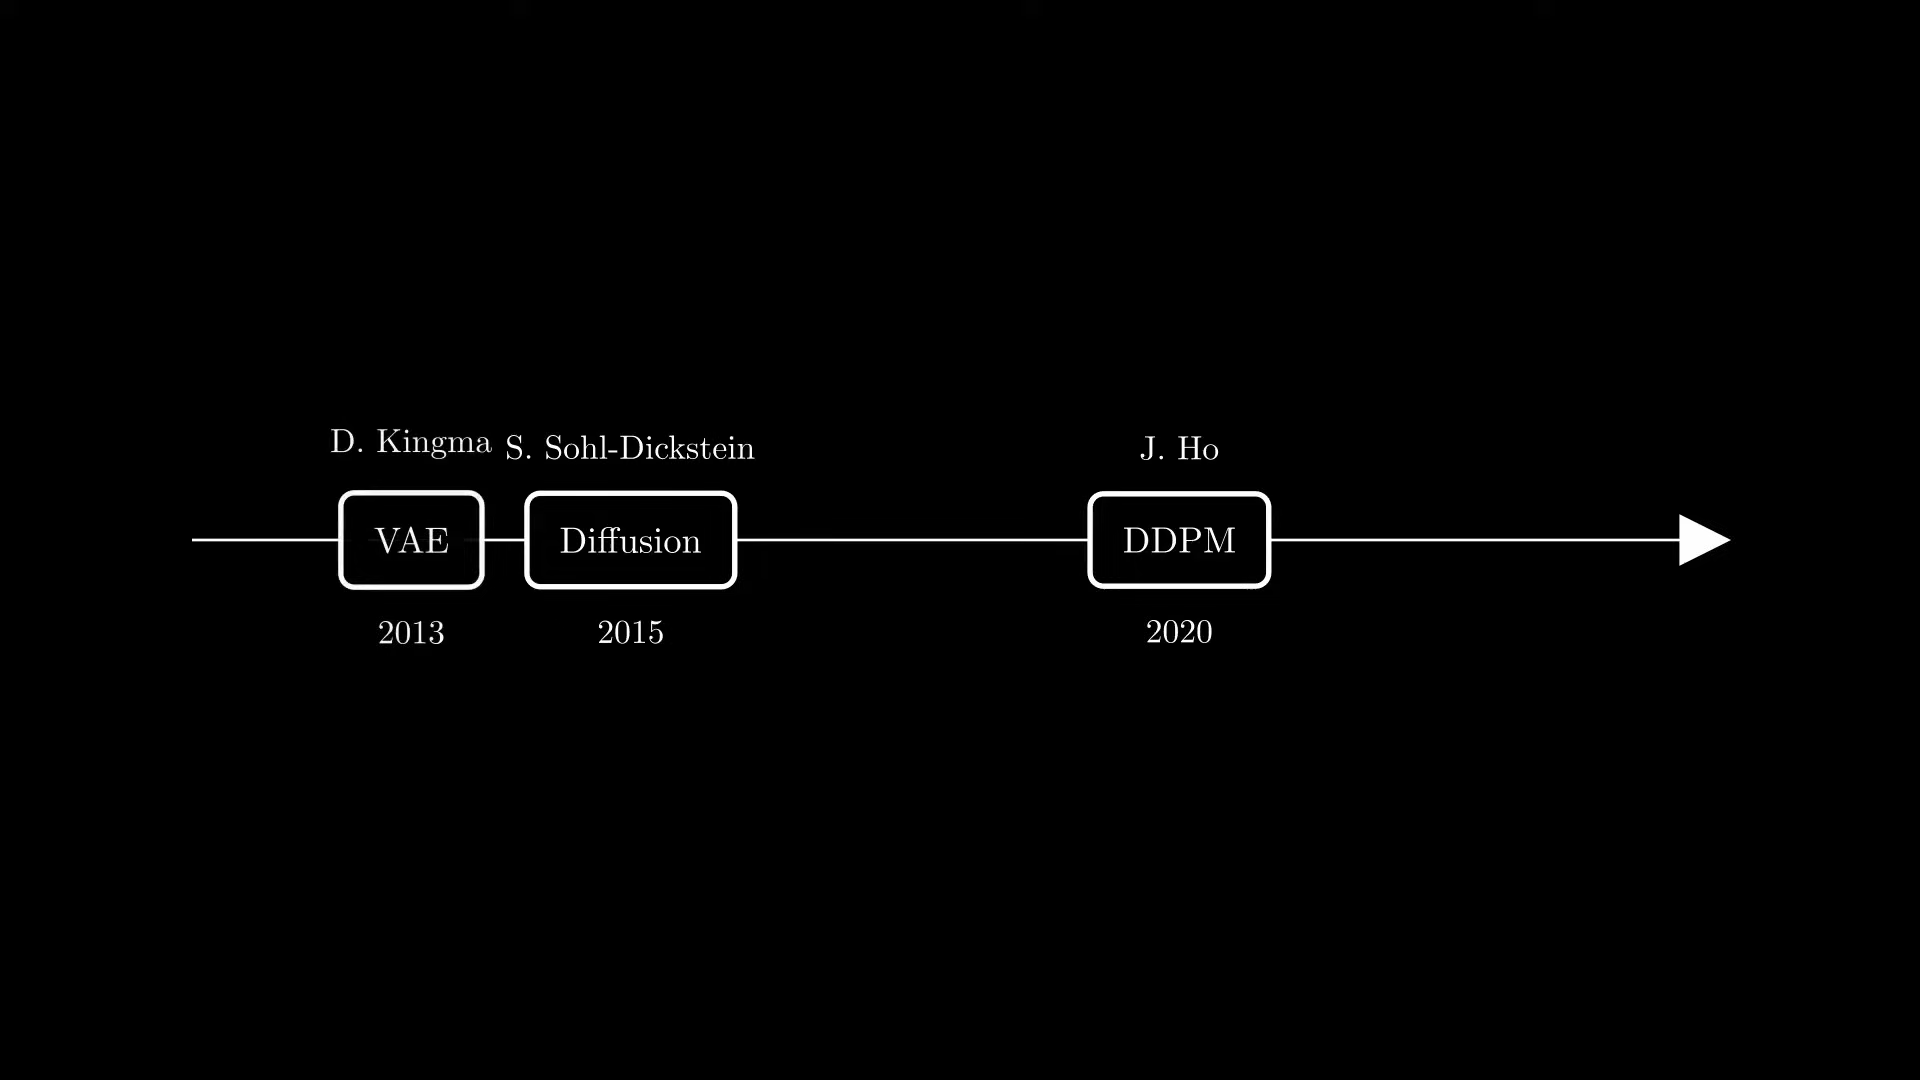 D. Kingma
S. Sohl-Dickstein
J. Ho
VAE
Diffusion
DDPM
2013
2015
2020